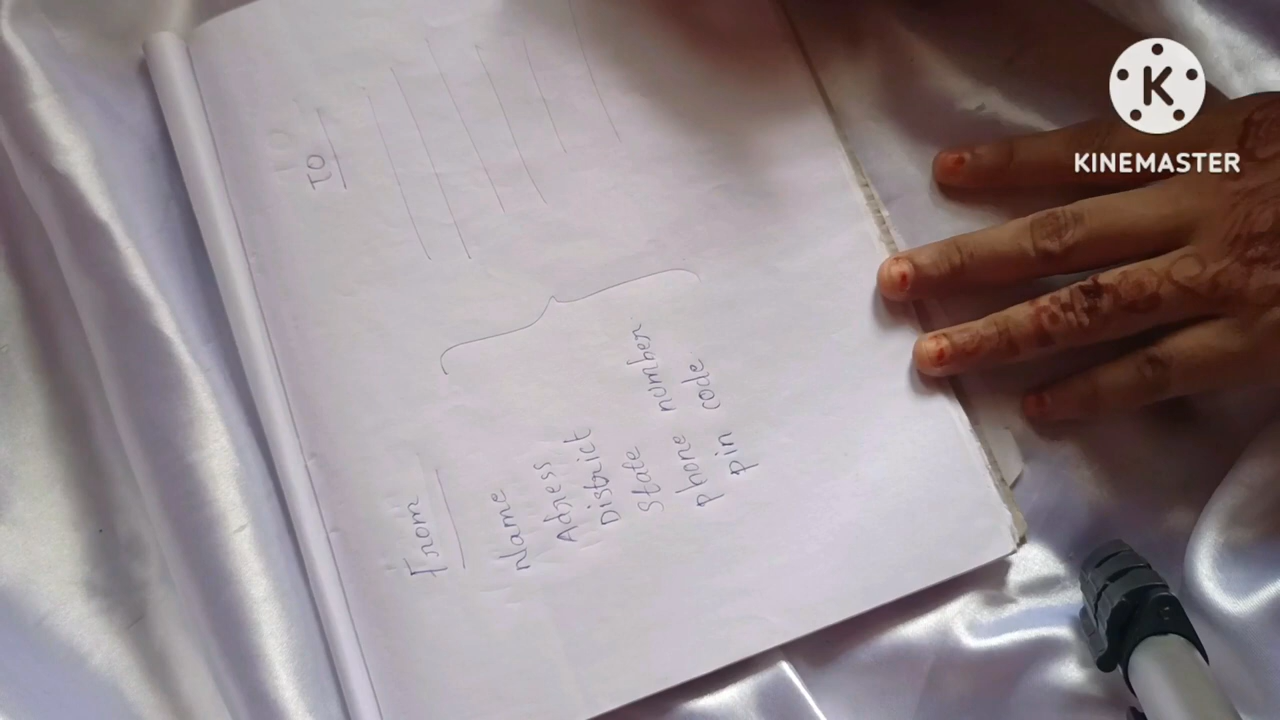 From
Name
Adress
District
State
phone number
pin code
TO
KINEMASTER